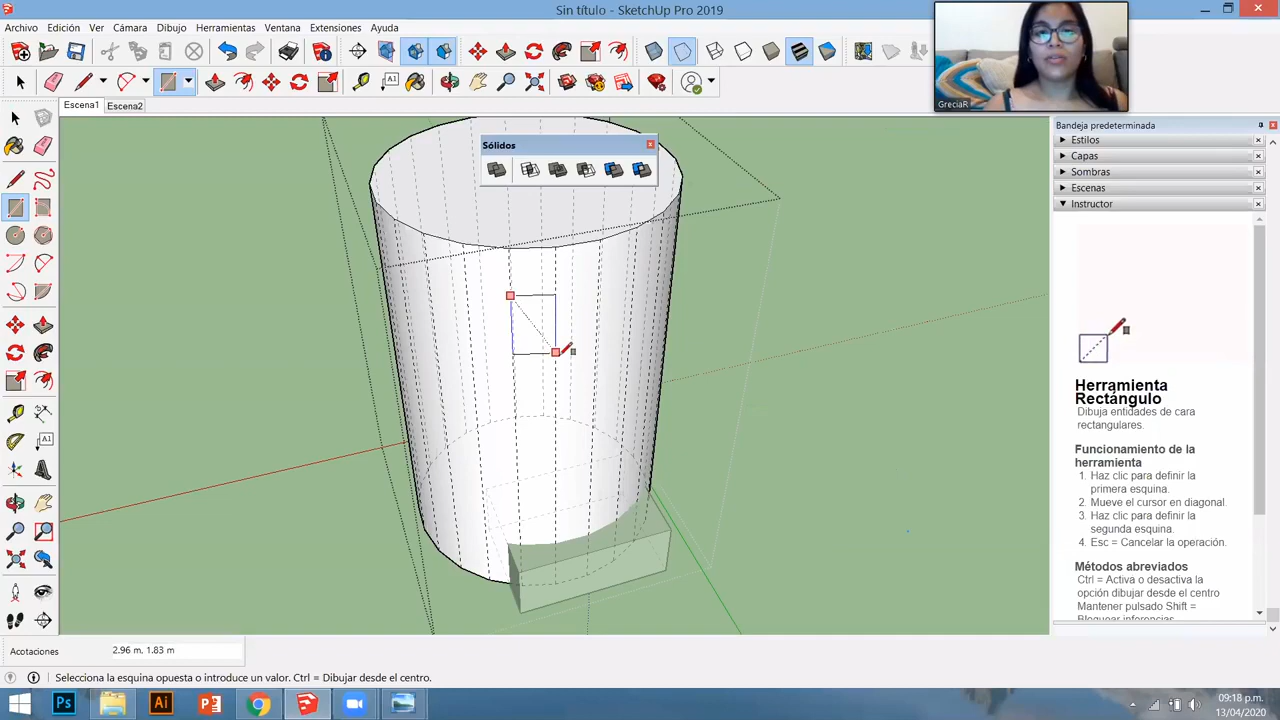 Sin título - SketchUp Pro 2019
Archivo Edición Ver Cámara Dibujo Herramientas Ventana Extensiones Ayuda
GreciaR
Escena1 Escena2
Sólidos
Bandeja predeterminada
Estilos
Capas
Sombras
Escenas
Instructor
Herramienta
Rectángulo
Dibuja entidades de cara
rectangulares.
Funcionamiento de la
herramienta
1. Haz clic para definir la
primera esquina.
2. Mueve el cursor en diagonal.
3. Haz clic para definir la
segunda esquina.
4. Esc = Cancelar la operación.
Métodos abreviados
Ctrl = Activa o desactiva la
opción dibujar desde el centro
Mantener pulsado Shift =
Bloquear inferencias
Acotaciones 2.96 m, 1.83 m
Selecciona la esquina opuesta o introduce un valor. Ctrl = Dibujar desde el centro.
Ps Ai P
09:18 p.m.
13/04/2020